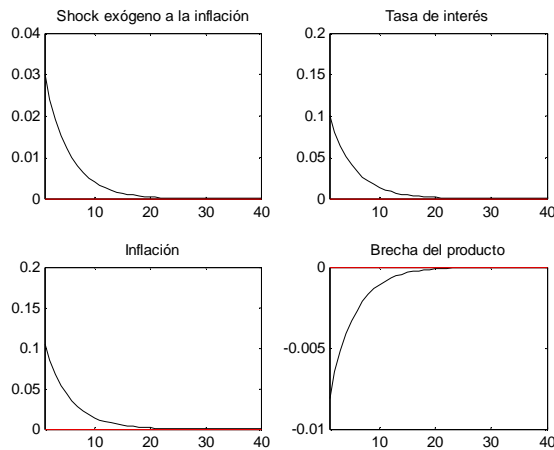 Shock exógeno a la inflación
0.04
0.03
0.02
0.01
0
10 20 30 40
Tasa de interés
0.2
0.15
0.1
0.05
0
10 20 30 40
Inflación
0.2
0.15
0.1
0.05
0
10 20 30 40
Brecha del producto
0
-0.005
-0.01
10 20 30 40